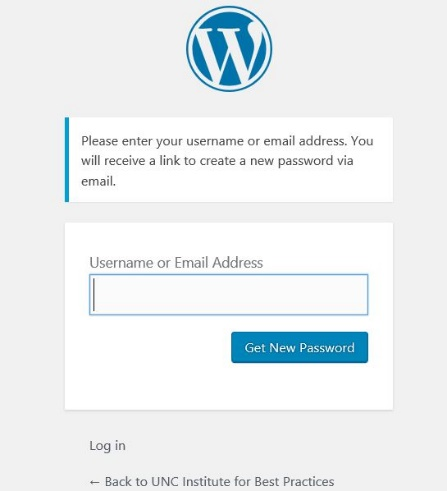 Please enter your username or email address. You
will receive a link to create a new password via
email.
Username or Email Address
Get New Password
Log in
← Back to UNC Institute for Best Practices